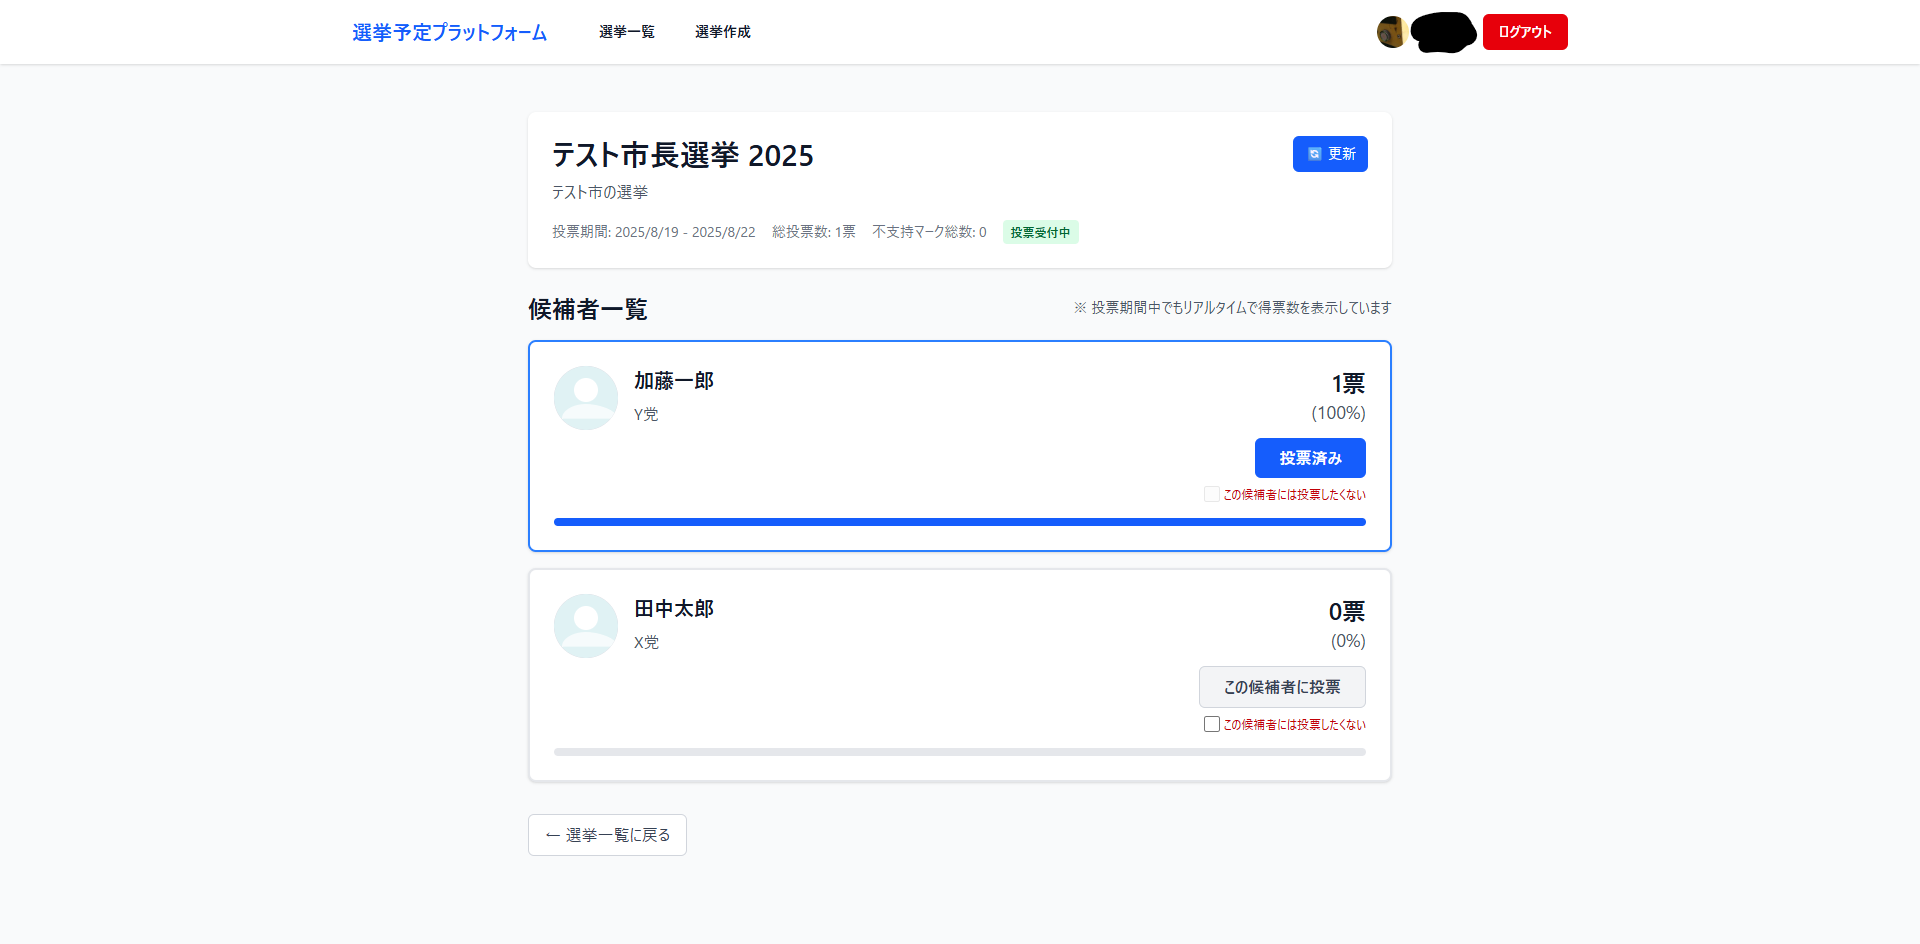 選挙予定プラットフォーム 選挙一覧 選挙作成 ログアウト
テスト市長選挙 2025 更新
テスト市の選挙
投票期間: 2025/8/19 - 2025/8/22 総投票数: 1票 不支持マーク総数: 0 投票受付中
候補者一覧 ※ 投票期間中でもリアルタイムで得票数を表示しています
加藤一郎 1票
Y党 (100%)
投票済み
この候補者には投票したくない
田中太郎 0票
X党 (0%)
この候補者に投票
この候補者には投票したくない
← 選挙一覧に戻る